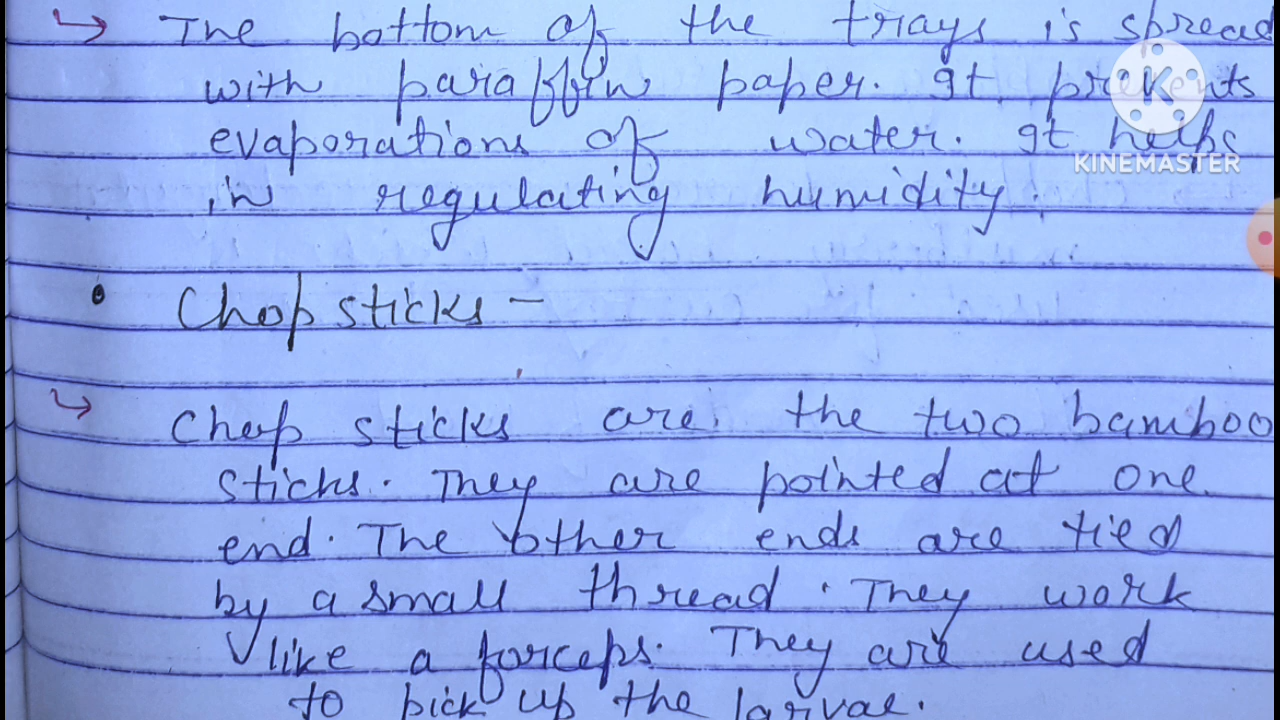 ↳ The bottom of the trays is spread
with paraffin paper. It prevents
evaporations of water. It helps
in regulating humidity.
• Chopsticks -
↳ Chop sticks are the two bamboo
sticks. They are pointed at one
end. The other ends are tied
by a small thread. They work
like a forceps. They are used
to pick up the larvae.
KINEMASTER